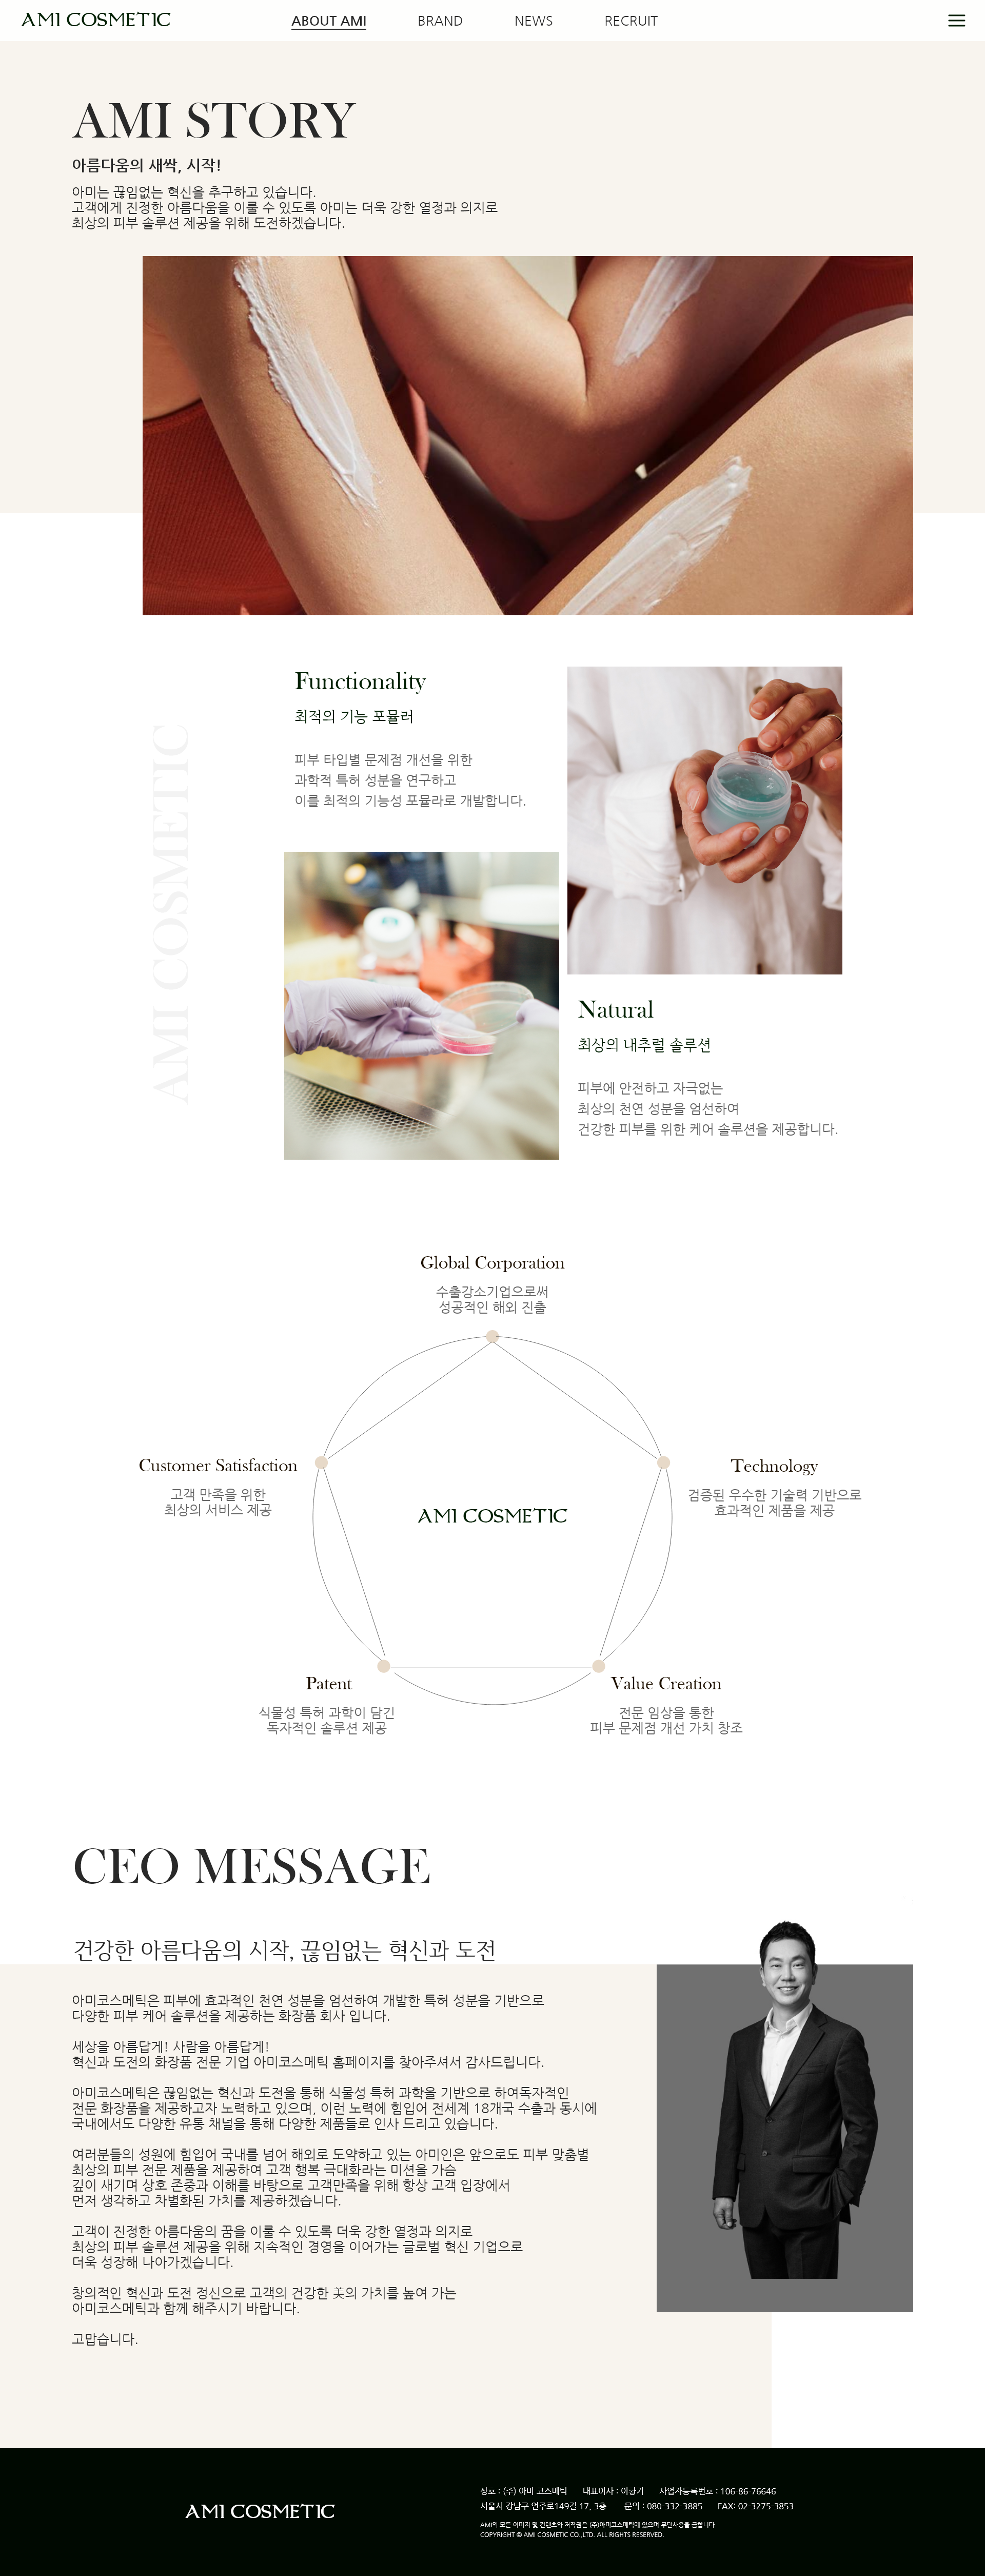 AMI COSMETIC
ABOUT AMI
BRAND
NEWS
RECRUIT
AMI STORY
아름다움의 새싹, 시작!
아미는 끊임없는 혁신을 추구하고 있습니다.
고객에게 진정한 아름다움을 이룰 수 있도록 아미는 더욱 강한 열정과 의지로
최상의 피부 솔루션 제공을 위해 도전하겠습니다.
AMI COSMETIC
Functionality
최적의 기능 포뮬러
피부 타입별 문제점 개선을 위한
과학적 특허 성분을 연구하고
이를 최적의 기능성 포뮬라로 개발합니다.
Natural
최상의 내추럴 솔루션
피부에 안전하고 자극없는
최상의 천연 성분을 엄선하여
건강한 피부를 위한 케어 솔루션을 제공합니다.
Global Corporation
수출강소기업으로써
성공적인 해외 진출
Customer Satisfaction
고객 만족을 위한
최상의 서비스 제공
Technology
검증된 우수한 기술력 기반으로
효과적인 제품을 제공
AMI COSMETIC
Patent
식물성 특허 과학이 담긴
독자적인 솔루션 제공
Value Creation
전문 임상을 통한
피부 문제점 개선 가치 창조
CEO MESSAGE
건강한 아름다움의 시작, 끊임없는 혁신과 도전
아미코스메틱은 피부에 효과적인 천연 성분을 엄선하여 개발한 특허 성분을 기반으로
다양한 피부 케어 솔루션을 제공하는 화장품 회사 입니다.
세상을 아름답게! 사람을 아름답게!
혁신과 도전의 화장품 전문 기업 아미코스메틱 홈페이지를 찾아주셔서 감사드립니다.
아미코스메틱은 끊임없는 혁신과 도전을 통해 식물성 특허 과학을 기반으로 하여독자적인
전문 화장품을 제공하고자 노력하고 있으며, 이런 노력에 힘입어 전세계 18개국 수출과 동시에
국내에서도 다양한 유통 채널을 통해 다양한 제품들로 인사 드리고 있습니다.
여러분들의 성원에 힘입어 국내를 넘어 해외로 도약하고 있는 아미인은 앞으로도 피부 맞춤별
최상의 피부 전문 제품을 제공하여 고객 행복 극대화라는 미션을 가슴
깊이 새기며 상호 존중과 이해를 바탕으로 고객만족을 위해 항상 고객 입장에서
먼저 생각하고 차별화된 가치를 제공하겠습니다.
고객이 진정한 아름다움의 꿈을 이룰 수 있도록 더욱 강한 열정과 의지로
최상의 피부 솔루션 제공을 위해 지속적인 경영을 이어가는 글로벌 혁신 기업으로
더욱 성장해 나아가겠습니다.
창의적인 혁신과 도전 정신으로 고객의 건강한 美의 가치를 높여 가는
아미코스메틱과 함께 해주시기 바랍니다.
고맙습니다.
AMI COSMETIC
상호 : (주) 아미 코스메틱 대표이사 : 이황기 사업자등록번호 : 106-86-76646
서울시 강남구 언주로149길 17, 3층 문의 : 080-332-3885 FAX: 02-3275-3853
AMI의 모든 이미지 및 컨텐츠와 저작권은 (주)아미코스메틱에 있으며 무단사용을 금합니다.
COPYRIGHT © AMI COSMETIC CO.,LTD. ALL RIGHTS RESERVED.